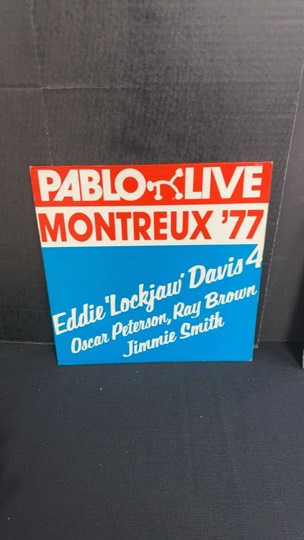 PABLO LIVE
MONTREUX '77
Eddie 'Lockjaw' Davis 4
Oscar Peterson, Ray Brown
Jimmie Smith